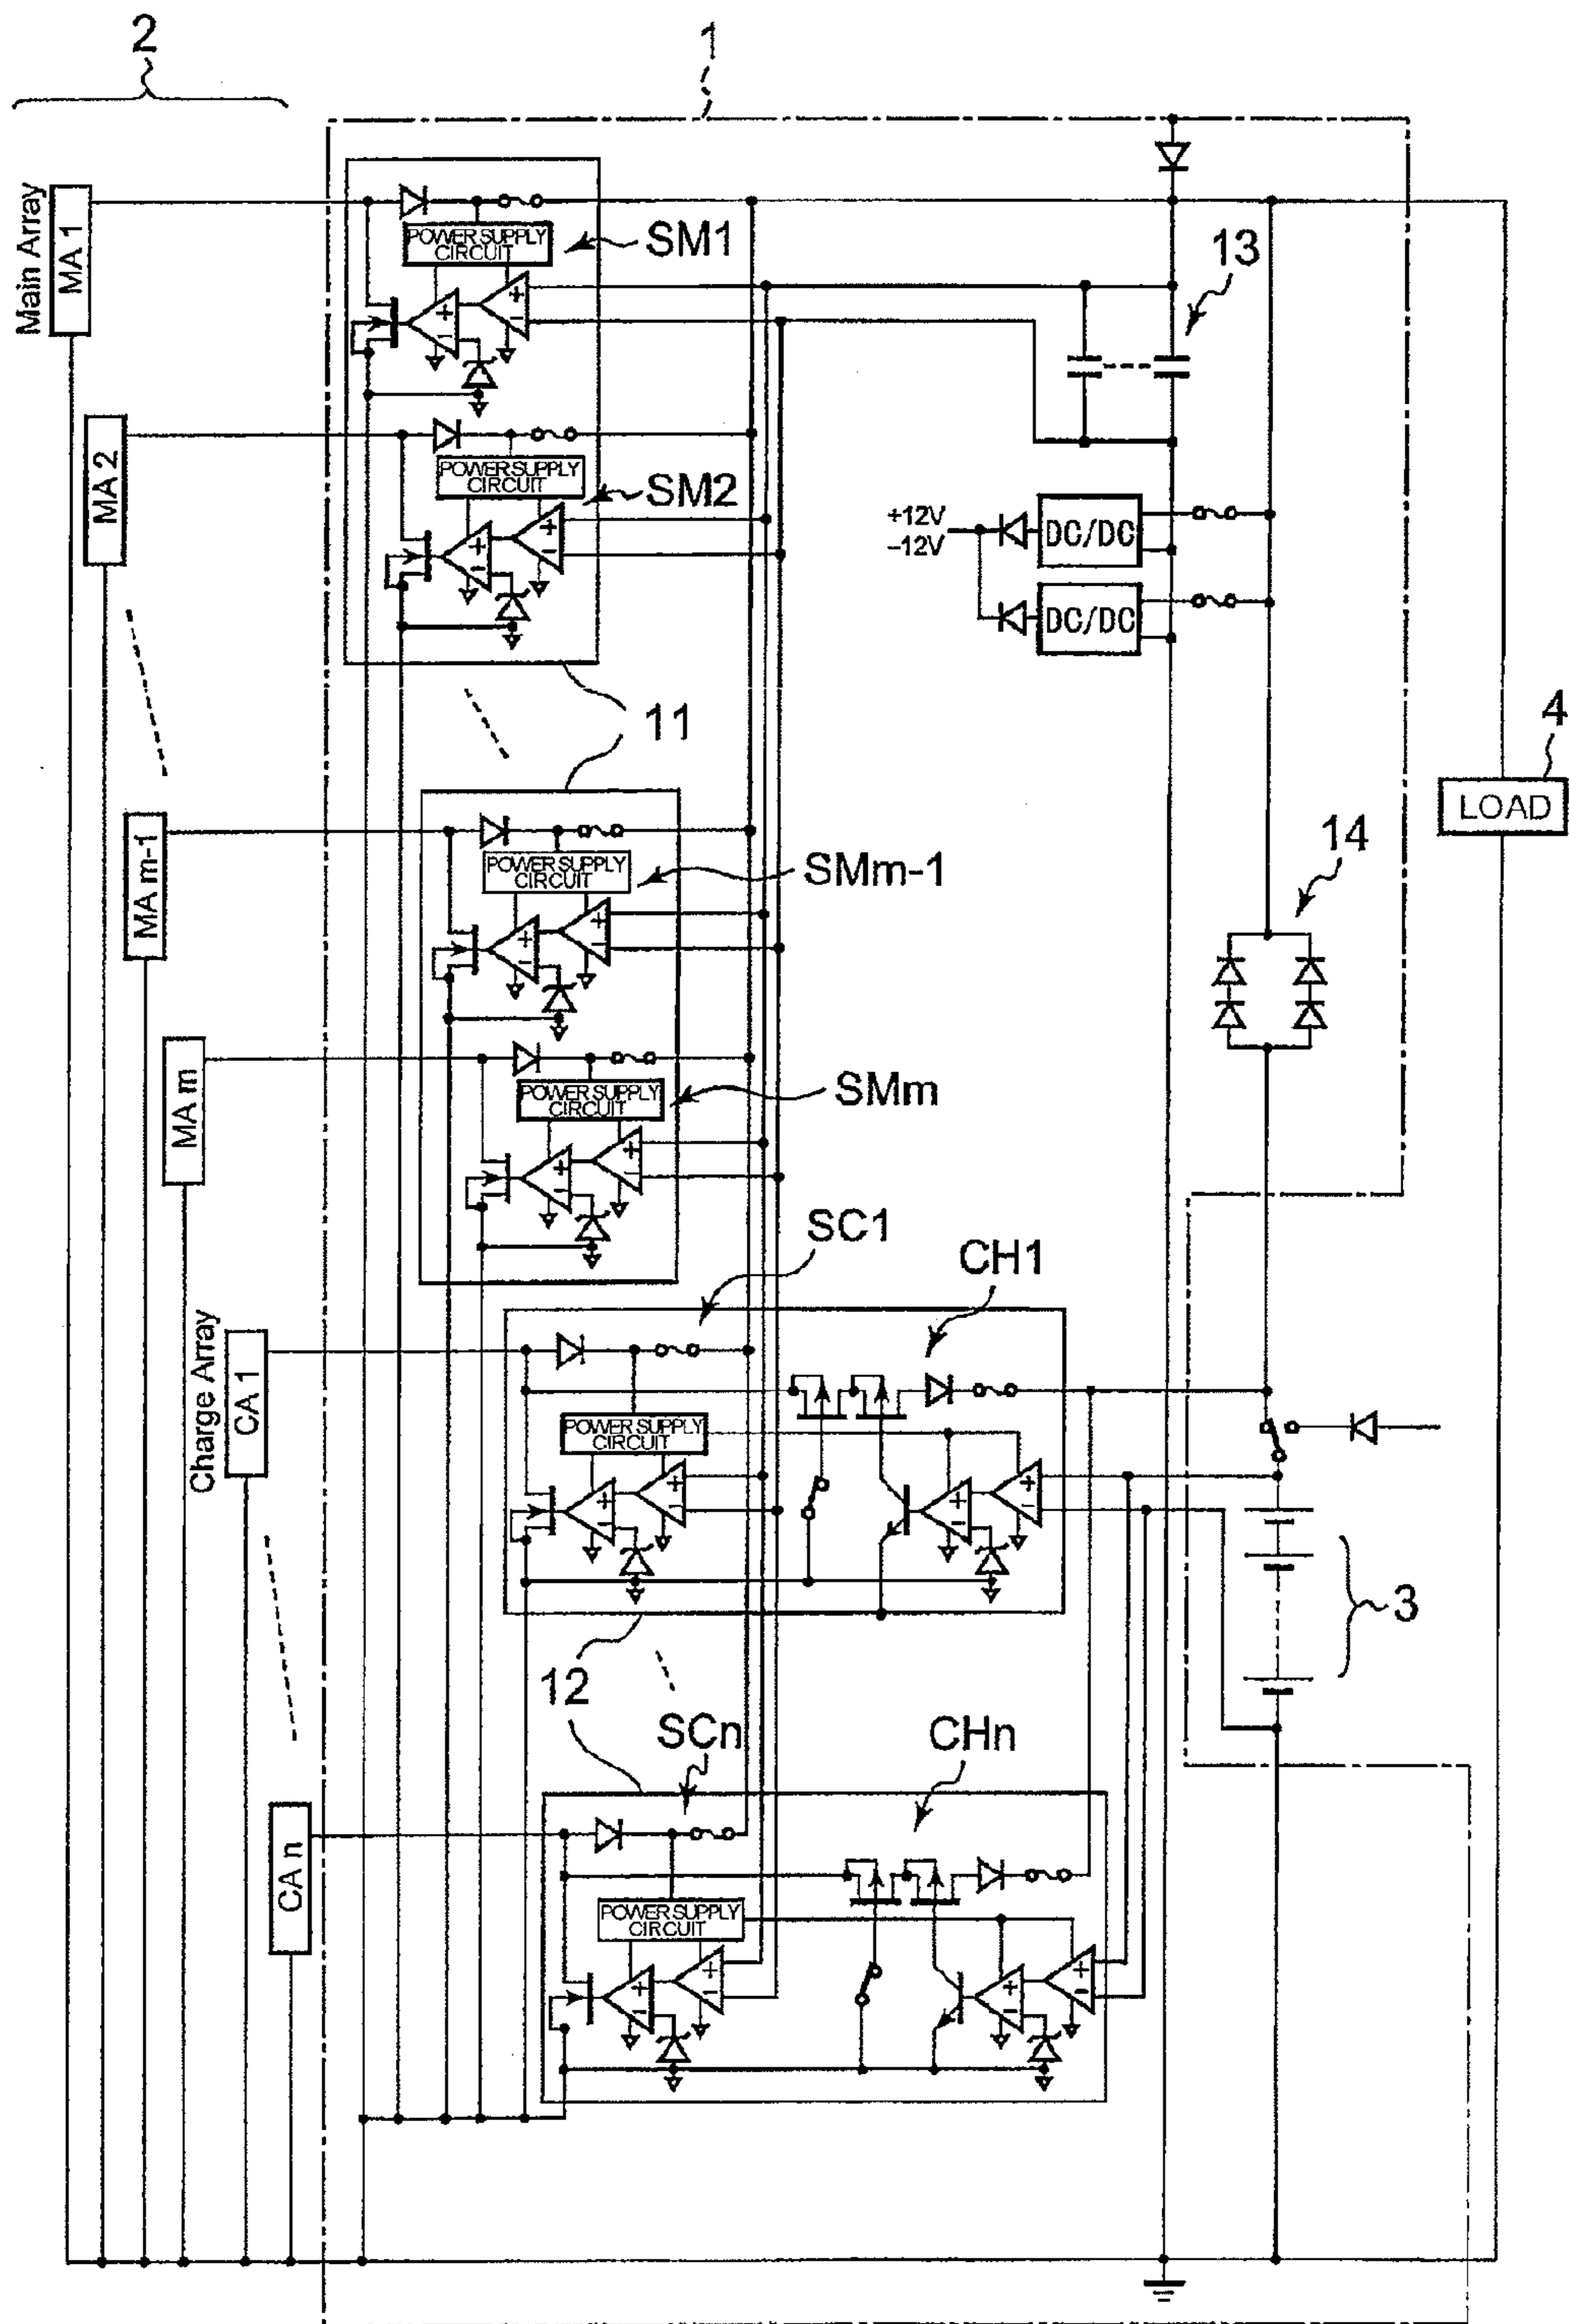 2
1
Main Array
MA 1
POWER SUPPLY
CIRCUIT
SM1
13
+
−
+
−
MA 2
POWER SUPPLY
CIRCUIT
SM2
+
−
+
−
+12V
−12V
DC/DC
DC/DC
11
4
LOAD
MA m-1
POWER SUPPLY
CIRCUIT
SMm-1
14
+
−
+
−
MA m
POWER SUPPLY
CIRCUIT
SMm
+
−
+
−
SC1
CH1
Charge Array
CA 1
POWER SUPPLY
CIRCUIT
+
−
+
−
+
−
+
−
3
12
SCn
CHn
CA n
POWER SUPPLY
CIRCUIT
+
−
+
−
+
−
+
−